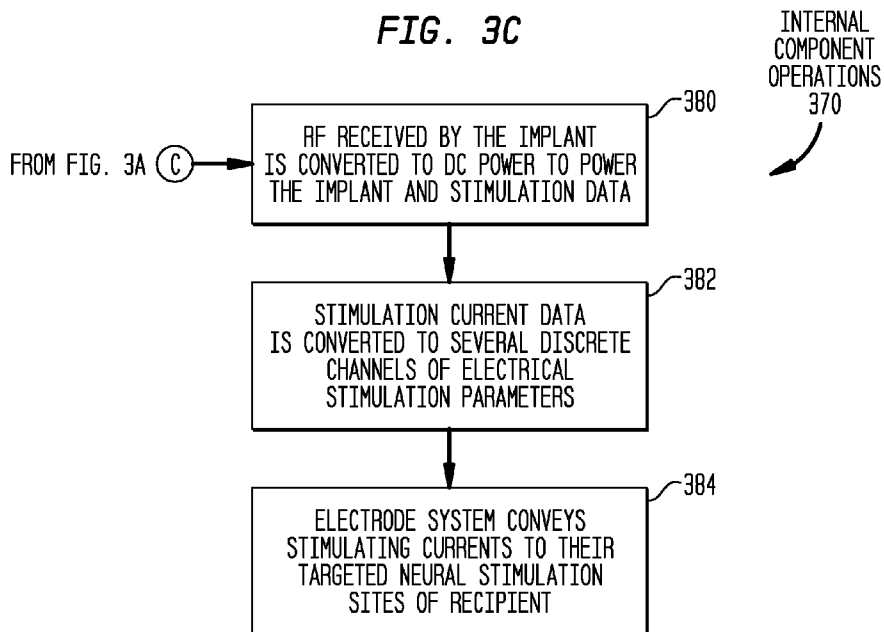 FIG. 3C
INTERNAL
COMPONENT
OPERATIONS
370
380
FROM FIG. 3A C
RF RECEIVED BY THE IMPLANT
IS CONVERTED TO DC POWER TO POWER
THE IMPLANT AND STIMULATION DATA
382
STIMULATION CURRENT DATA
IS CONVERTED TO SEVERAL DISCRETE
CHANNELS OF ELECTRICAL
STIMULATION PARAMETERS
384
ELECTRODE SYSTEM CONVEYS
STIMULATING CURRENTS TO THEIR
TARGETED NEURAL STIMULATION
SITES OF RECIPIENT